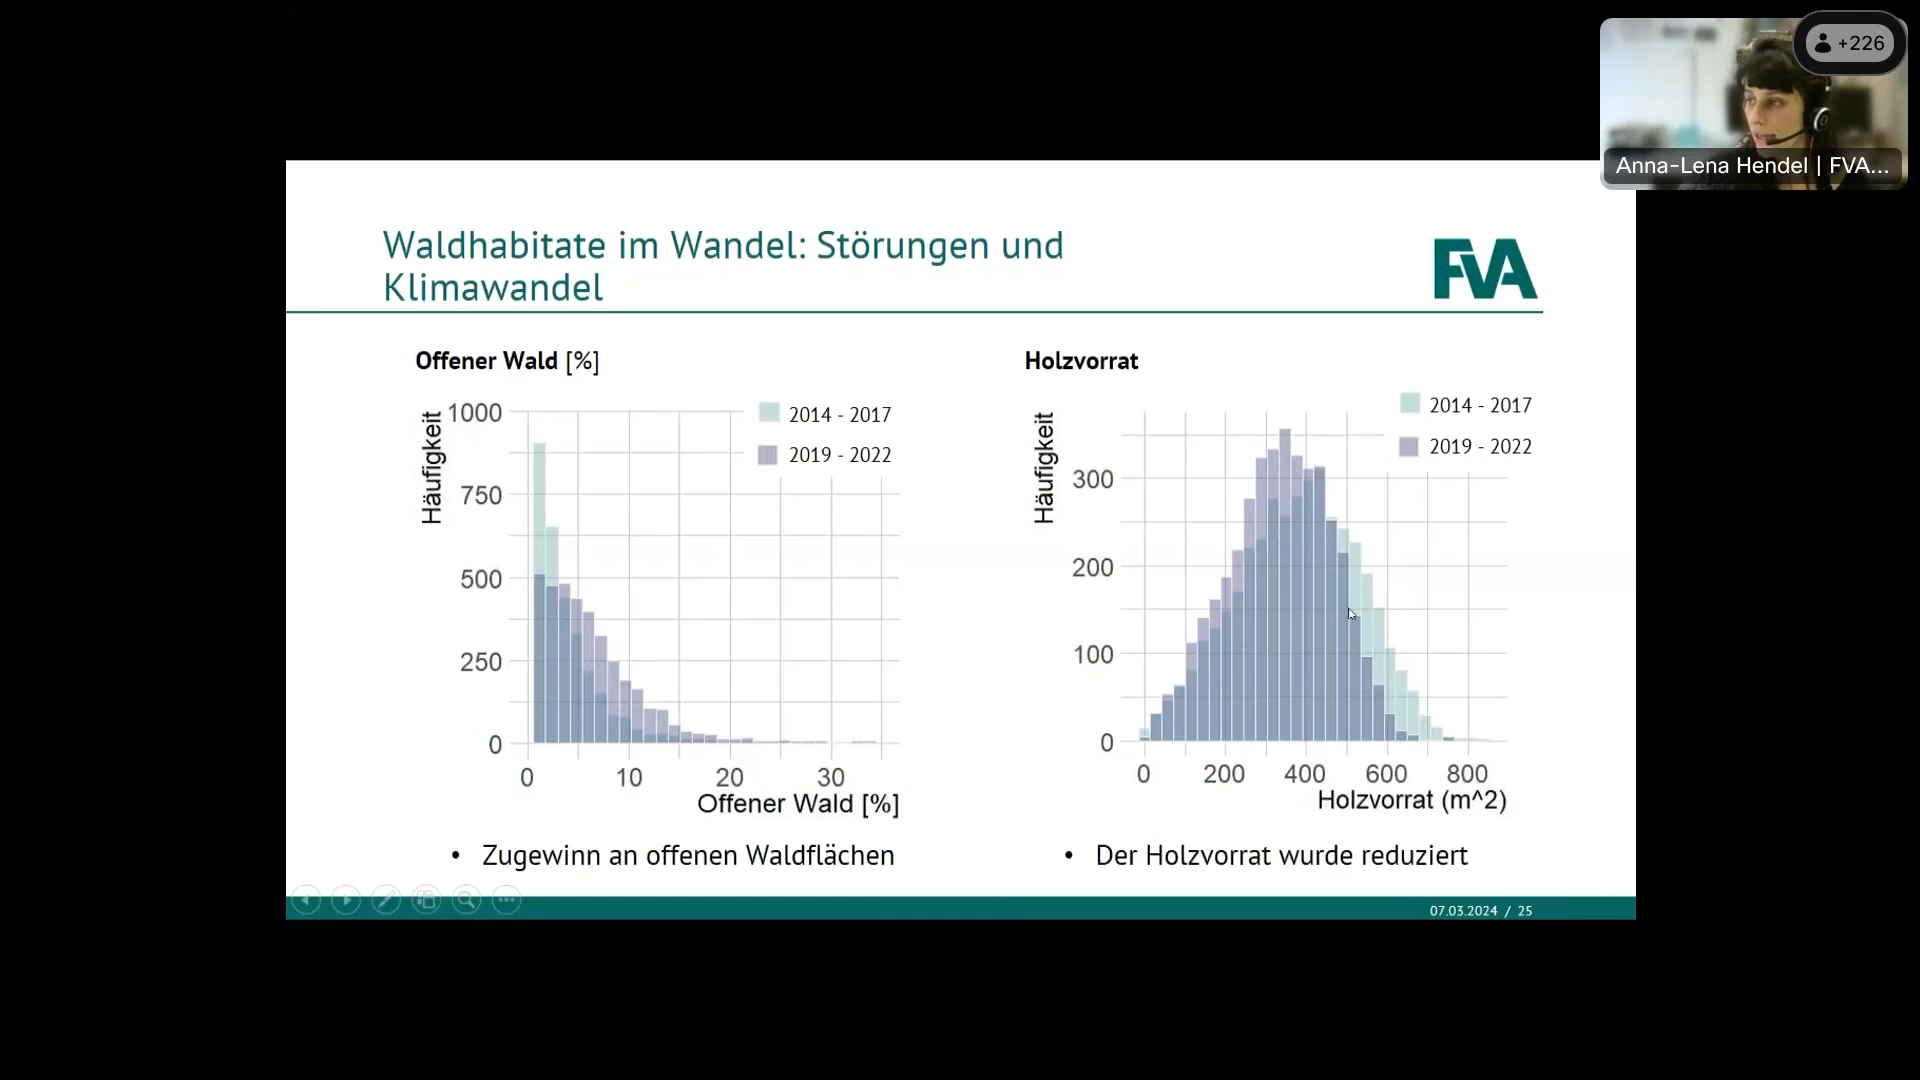 +226
Anna-Lena Hendel | FVA...
Waldhabitate im Wandel: Störungen und
Klimawandel
FVA
Offener Wald [%]
Häufigkeit
1000
750
500
250
0
0 10 20 30
Offener Wald [%]
2014 - 2017
2019 - 2022
• Zugewinn an offenen Waldflächen
Holzvorrat
Häufigkeit
300
200
100
0
0 200 400 600 800
Holzvorrat (m^2)
2014 - 2017
2019 - 2022
• Der Holzvorrat wurde reduziert
07.03.2024 / 25